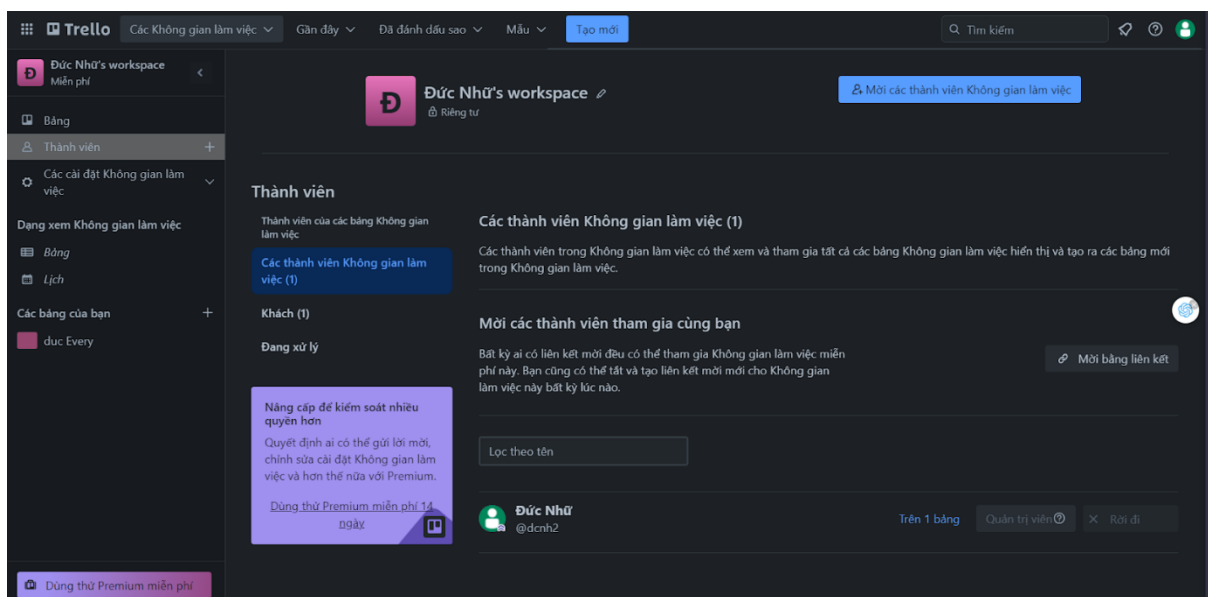 Trello
Các Không gian làm việc
Gần đây
Đã đánh dấu sao
Mẫu
Tạo mới
Tìm kiếm
Đ
Đức Nhữ's workspace
Miễn phí
Bảng
Thành viên
Các cài đặt Không gian làm
việc
Dạng xem Không gian làm việc
Bảng
Lịch
Các bảng của bạn
duc Every
Dùng thử Premium miễn phí
Đ
Đức Nhữ's workspace
Riêng tư
Mời các thành viên Không gian làm việc
Thành viên
Thành viên của các bảng Không gian
làm việc
Các thành viên Không gian làm
việc (1)
Khách (1)
Đang xử lý
Nâng cấp để kiểm soát nhiều
quyền hơn
Quyết định ai có thể gửi lời mời,
chỉnh sửa cài đặt Không gian làm
việc và hơn thế nữa với Premium.
Dùng thử Premium miễn phí 14
ngày
Các thành viên Không gian làm việc (1)
Các thành viên trong Không gian làm việc có thể xem và tham gia tất cả các bảng Không gian làm việc hiển thị và tạo ra các bảng mới
trong Không gian làm việc.
Mời các thành viên tham gia cùng bạn
Bất kỳ ai có liên kết mời đều có thể tham gia Không gian làm việc miễn
phí này. Bạn cũng có thể tắt và tạo liên kết mời mới cho Không gian
làm việc này bất kỳ lúc nào.
Mời bằng liên kết
Lọc theo tên
Đức Nhữ
@dcnh2
Trên 1 bảng
Quản trị viên
Rời đi